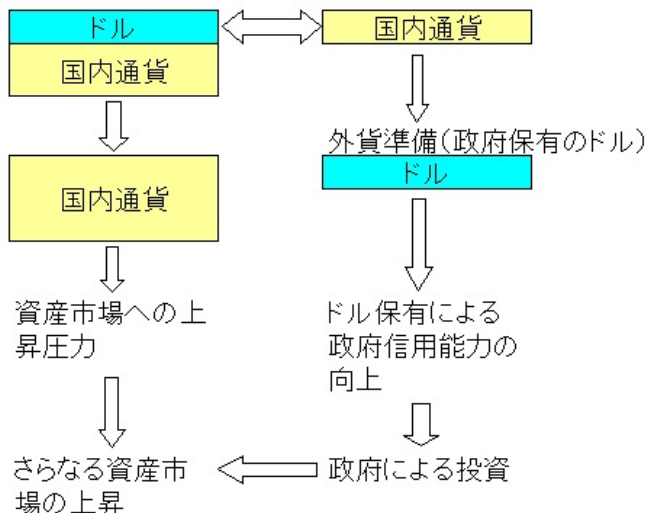 ドル
国内通貨
国内通貨
資産市場への上
昇圧力
さらなる資産市
場の上昇
国内通貨
外貨準備(政府保有のドル)
ドル
ドル保有による
政府信用能力の
向上
政府による投資